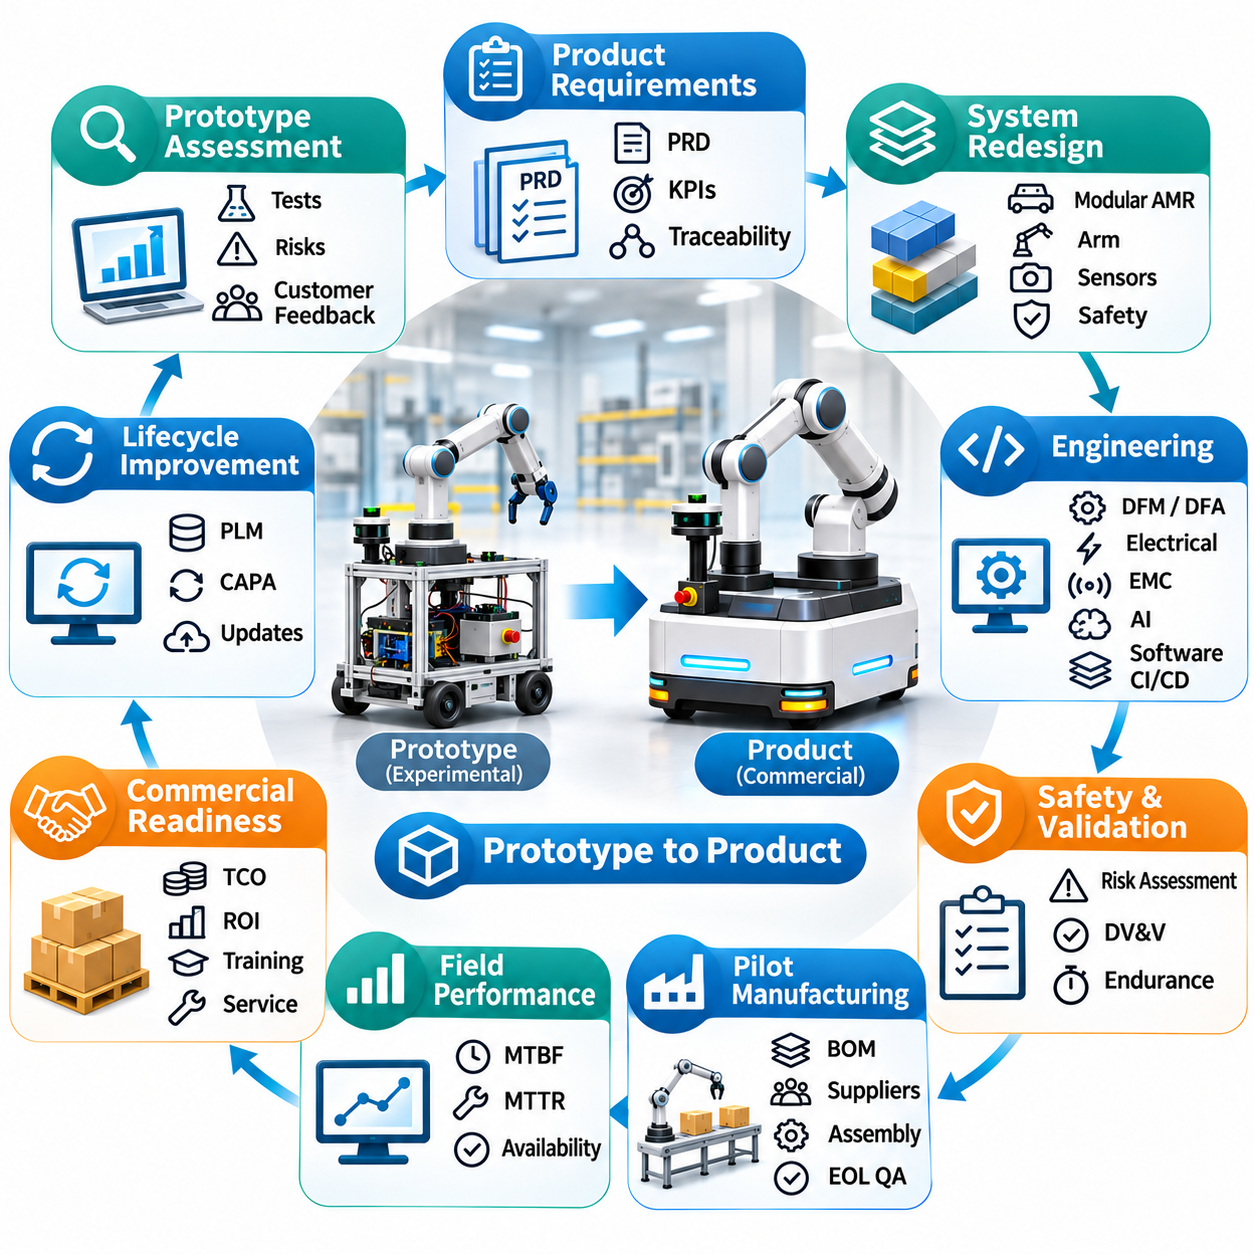 Product
Requirements
PRD
PRD
KPIs
Traceability
Prototype
Assessment
Tests
Risks
Customer
Feedback
System
Redesign
Modular AMR
Arm
Sensors
Safety
Lifecycle
Improvement
PLM
CAPA
Updates
Engineering
DFM / DFA
Electrical
EMC
AI
Software
CI/CD
Prototype
(Experimental)
Product
(Commercial)
Prototype to Product
Commercial
Readiness
TCO
ROI
Training
Service
Safety &
Validation
Risk Assessment
DV&V
Endurance
Field
Performance
MTBF
MTTR
Availability
Pilot
Manufacturing
BOM
Suppliers
Assembly
EOL QA